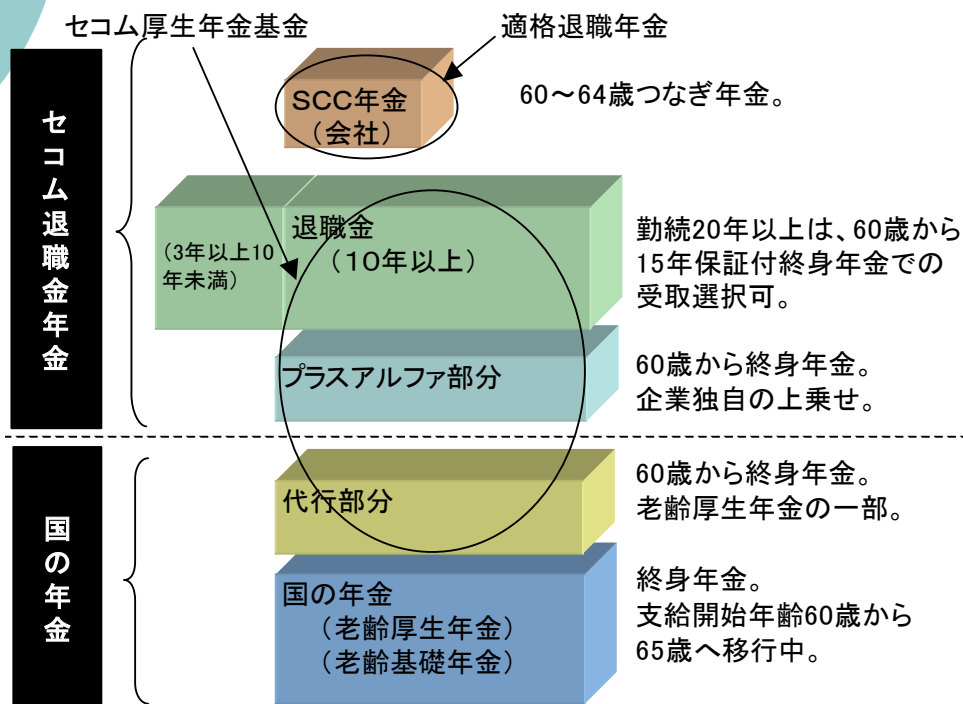 セコム厚生年金基金
適格退職年金
セコム退職金年金
SCC年金
（会社）
60～64歳つなぎ年金。
（3年以上10
年未満）
退職金
（10年以上）
勤続20年以上は、60歳から
15年保証付終身年金での
受取選択可。
プラスアルファ部分
60歳から終身年金。
企業独自の上乗せ。
国の年金
代行部分
60歳から終身年金。
老齢厚生年金の一部。
国の年金
（老齢厚生年金）
（老齢基礎年金）
終身年金。
支給開始年齢60歳から
65歳へ移行中。